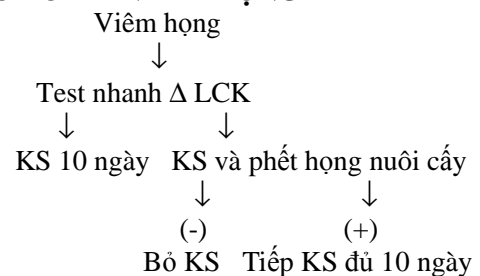 Viêm họng
↓
Test nhanh Δ LCK
↓ ↓
KS 10 ngày KS và phết họng nuôi cấy
↓ ↓
(-) (+)
Bỏ KS Tiếp KS đủ 10 ngày